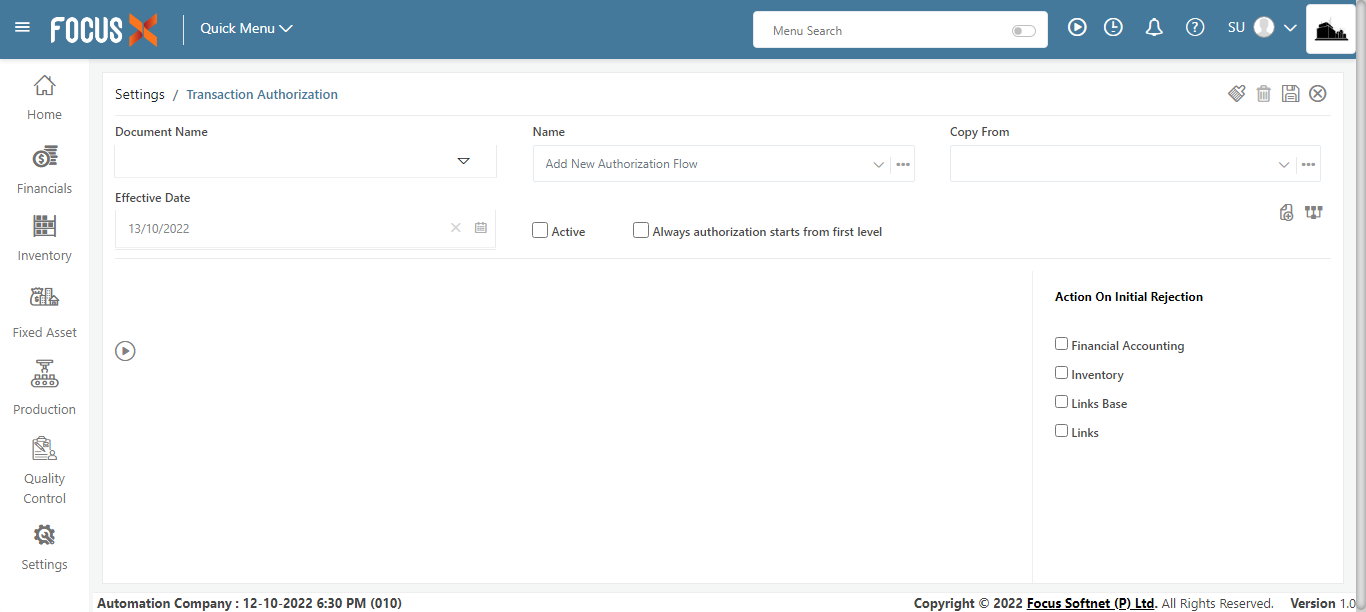 FOCUS X
Quick Menu
Menu Search
SU
Home
Financials
Inventory
Fixed Asset
Production
Quality
Control
Settings
Settings / Transaction Authorization
Document Name
Name
Add New Authorization Flow
Copy From
Effective Date
13/10/2022
Active
Always authorization starts from first level
Action On Initial Rejection
Financial Accounting
Inventory
Links Base
Links
Automation Company : 12-10-2022 6:30 PM (010)
Copyright © 2022 Focus Softnet (P) Ltd. All Rights Reserved. Version 1.0